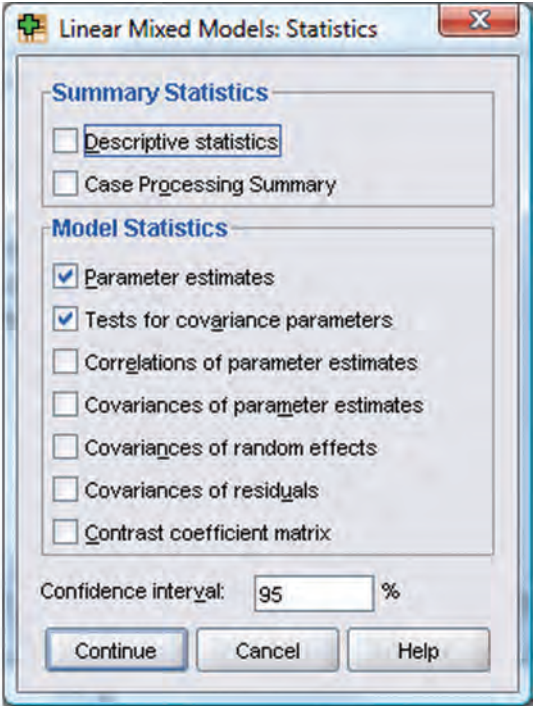 Linear Mixed Models: Statistics
Summary Statistics
Descriptive statistics
Case Processing Summary
Model Statistics
Parameter estimates
Tests for covariance parameters
Correlations of parameter estimates
Covariances of parameter estimates
Covariances of random effects
Covariances of residuals
Contrast coefficient matrix
Confidence interval: 95 %
Continue Cancel Help